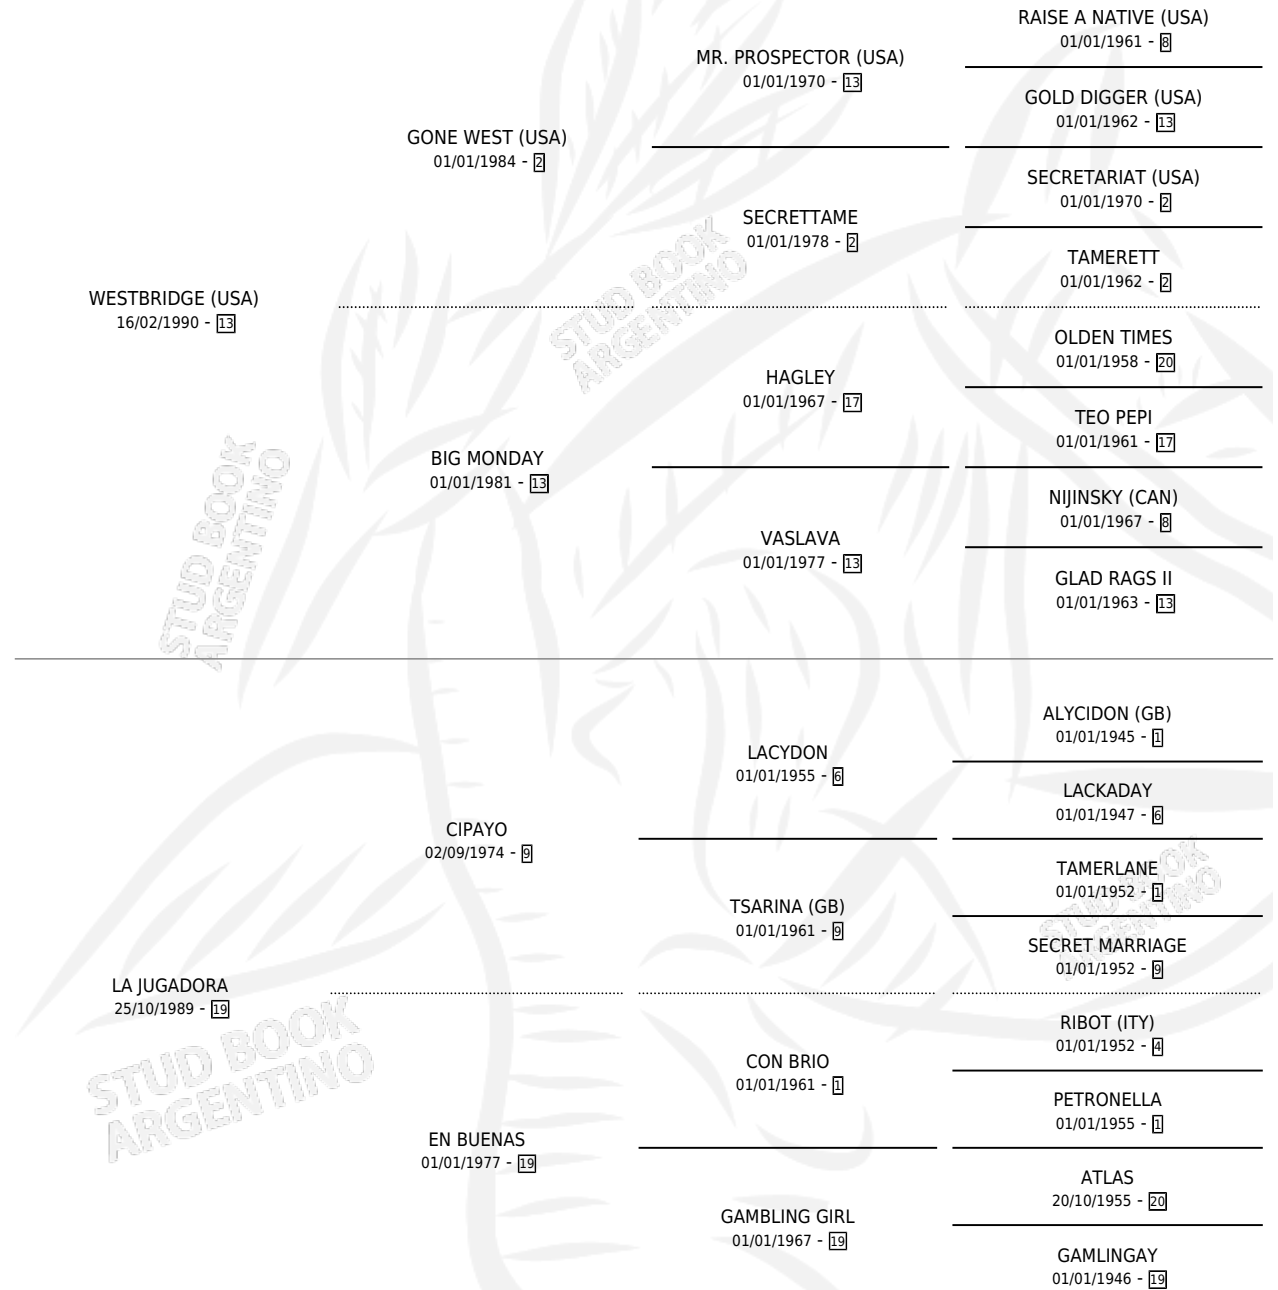 RAISE A NATIVE (USA)
01/01/1961 - 8
MR. PROSPECTOR (USA)
01/01/1970 - 13
GOLD DIGGER (USA)
01/01/1962 - 13
GONE WEST (USA)
01/01/1984 - 2
SECRETARIAT (USA)
01/01/1970 - 2
SECRETTAME
01/01/1978 - 2
TAMERETT
01/01/1962 - 2
WESTBRIDGE (USA)
16/02/1990 - 13
OLDEN TIMES
01/01/1958 - 20
HAGLEY
01/01/1967 - 17
TEO PEPI
01/01/1961 - 17
BIG MONDAY
01/01/1981 - 13
NIJINSKY (CAN)
01/01/1967 - 8
VASLAVA
01/01/1977 - 13
GLAD RAGS II
01/01/1963 - 13
ALYCIDON (GB)
01/01/1945 - 1
LACYDON
01/01/1955 - 6
LACKADAY
01/01/1947 - 6
CIPAYO
02/09/1974 - 9
TAMERLANE
01/01/1952 - 1
TSARINA (GB)
01/01/1961 - 9
SECRET MARRIAGE
01/01/1952 - 9
LA JUGADORA
25/10/1989 - 19
RIBOT (ITY)
01/01/1952 - 4
CON BRIO
01/01/1961 - 1
PETRONELLA
01/01/1955 - 1
EN BUENAS
01/01/1977 - 19
ATLAS
20/10/1955 - 20
GAMBLING GIRL
01/01/1967 - 19
GAMLINGAY
01/01/1946 - 19
STUD BOOK
ARGENTINO
STUD BOOK
ARGENTINO
STUD BOOK
ARGENTINO
STUD BOOK
ARGENTINO